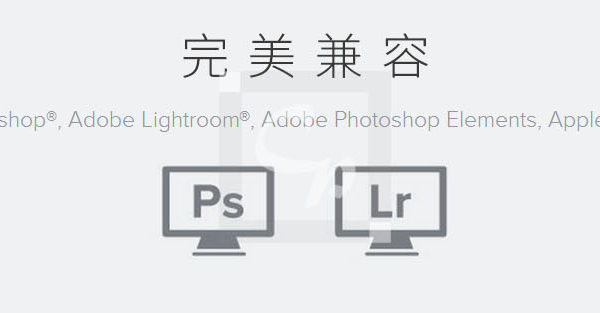 完美兼容
shop®, Adobe Lightroom®, Adobe Photoshop Elements, Apple
Ps Lr